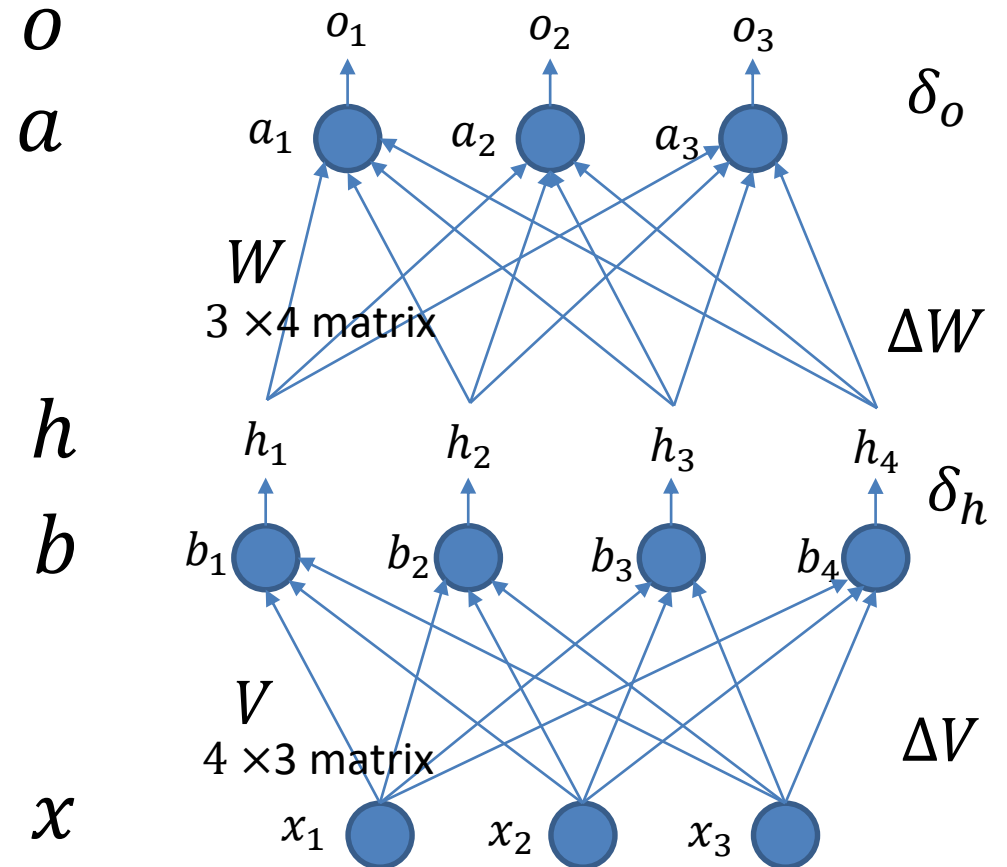 o o₁ o₂ o₃
a a₁ a₂ a₃ δₒ
W
3 ×4 matrix ΔW
h h₁ h₂ h₃ h₄
δₕ
b b₁ b₂ b₃ b₄
V
4 ×3 matrix ΔV
x x₁ x₂ x₃